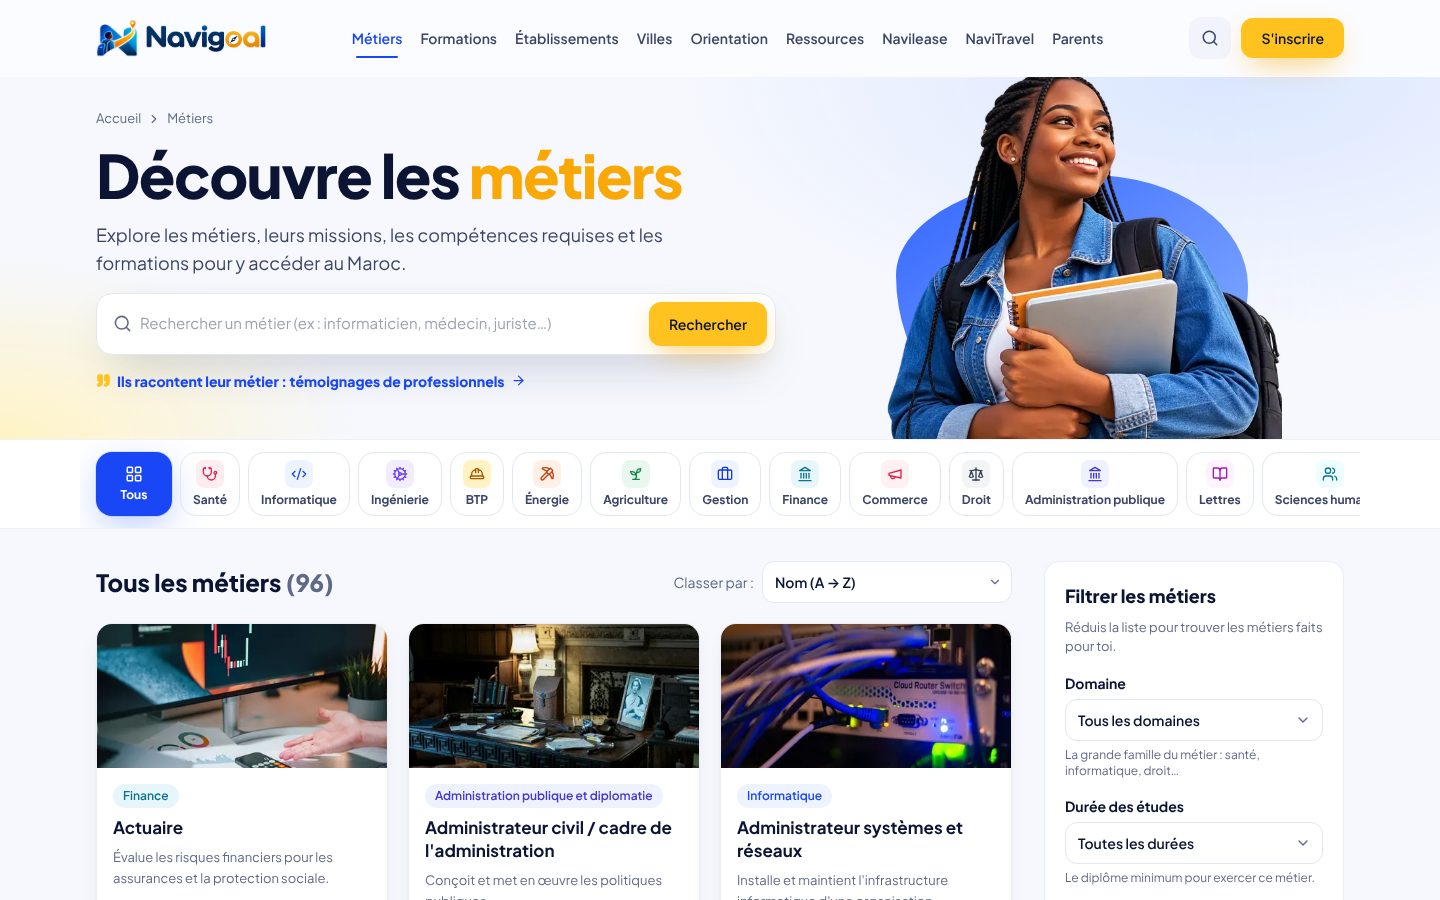 Navigoal
Métiers
Formations
Établissements
Villes
Orientation
Ressources
Navilease
NaviTravel
Parents
S'inscrire
Accueil
Métiers
Découvre les métiers
Explore les métiers, leurs missions, les compétences requises et les
formations pour y accéder au Maroc.
Rechercher un métier (ex : informaticien, médecin, juriste...)
Rechercher
Ils racontent leur métier : témoignages de professionnels
Tous
Santé
Informatique
Ingénierie
BTP
Énergie
Agriculture
Gestion
Finance
Commerce
Droit
Administration publique
Lettres
Sciences huma
Tous les métiers (96)
Classer par :
Nom (A → Z)
Finance
Actuaire
Évalue les risques financiers pour les
assurances et la protection sociale.
Administration publique et diplomatie
Administrateur civil / cadre de
l'administration
Conçoit et met en œuvre les politiques
publiques
Cloud Router Switch
Informatique
Administrateur systèmes et
réseaux
Installe et maintient l'infrastructure
informatique d'une organisation
Filtrer les métiers
Réduis la liste pour trouver les métiers faits
pour toi.
Domaine
Tous les domaines
La grande famille du métier : santé,
informatique, droit...
Durée des études
Toutes les durées
Le diplôme minimum pour exercer ce métier.